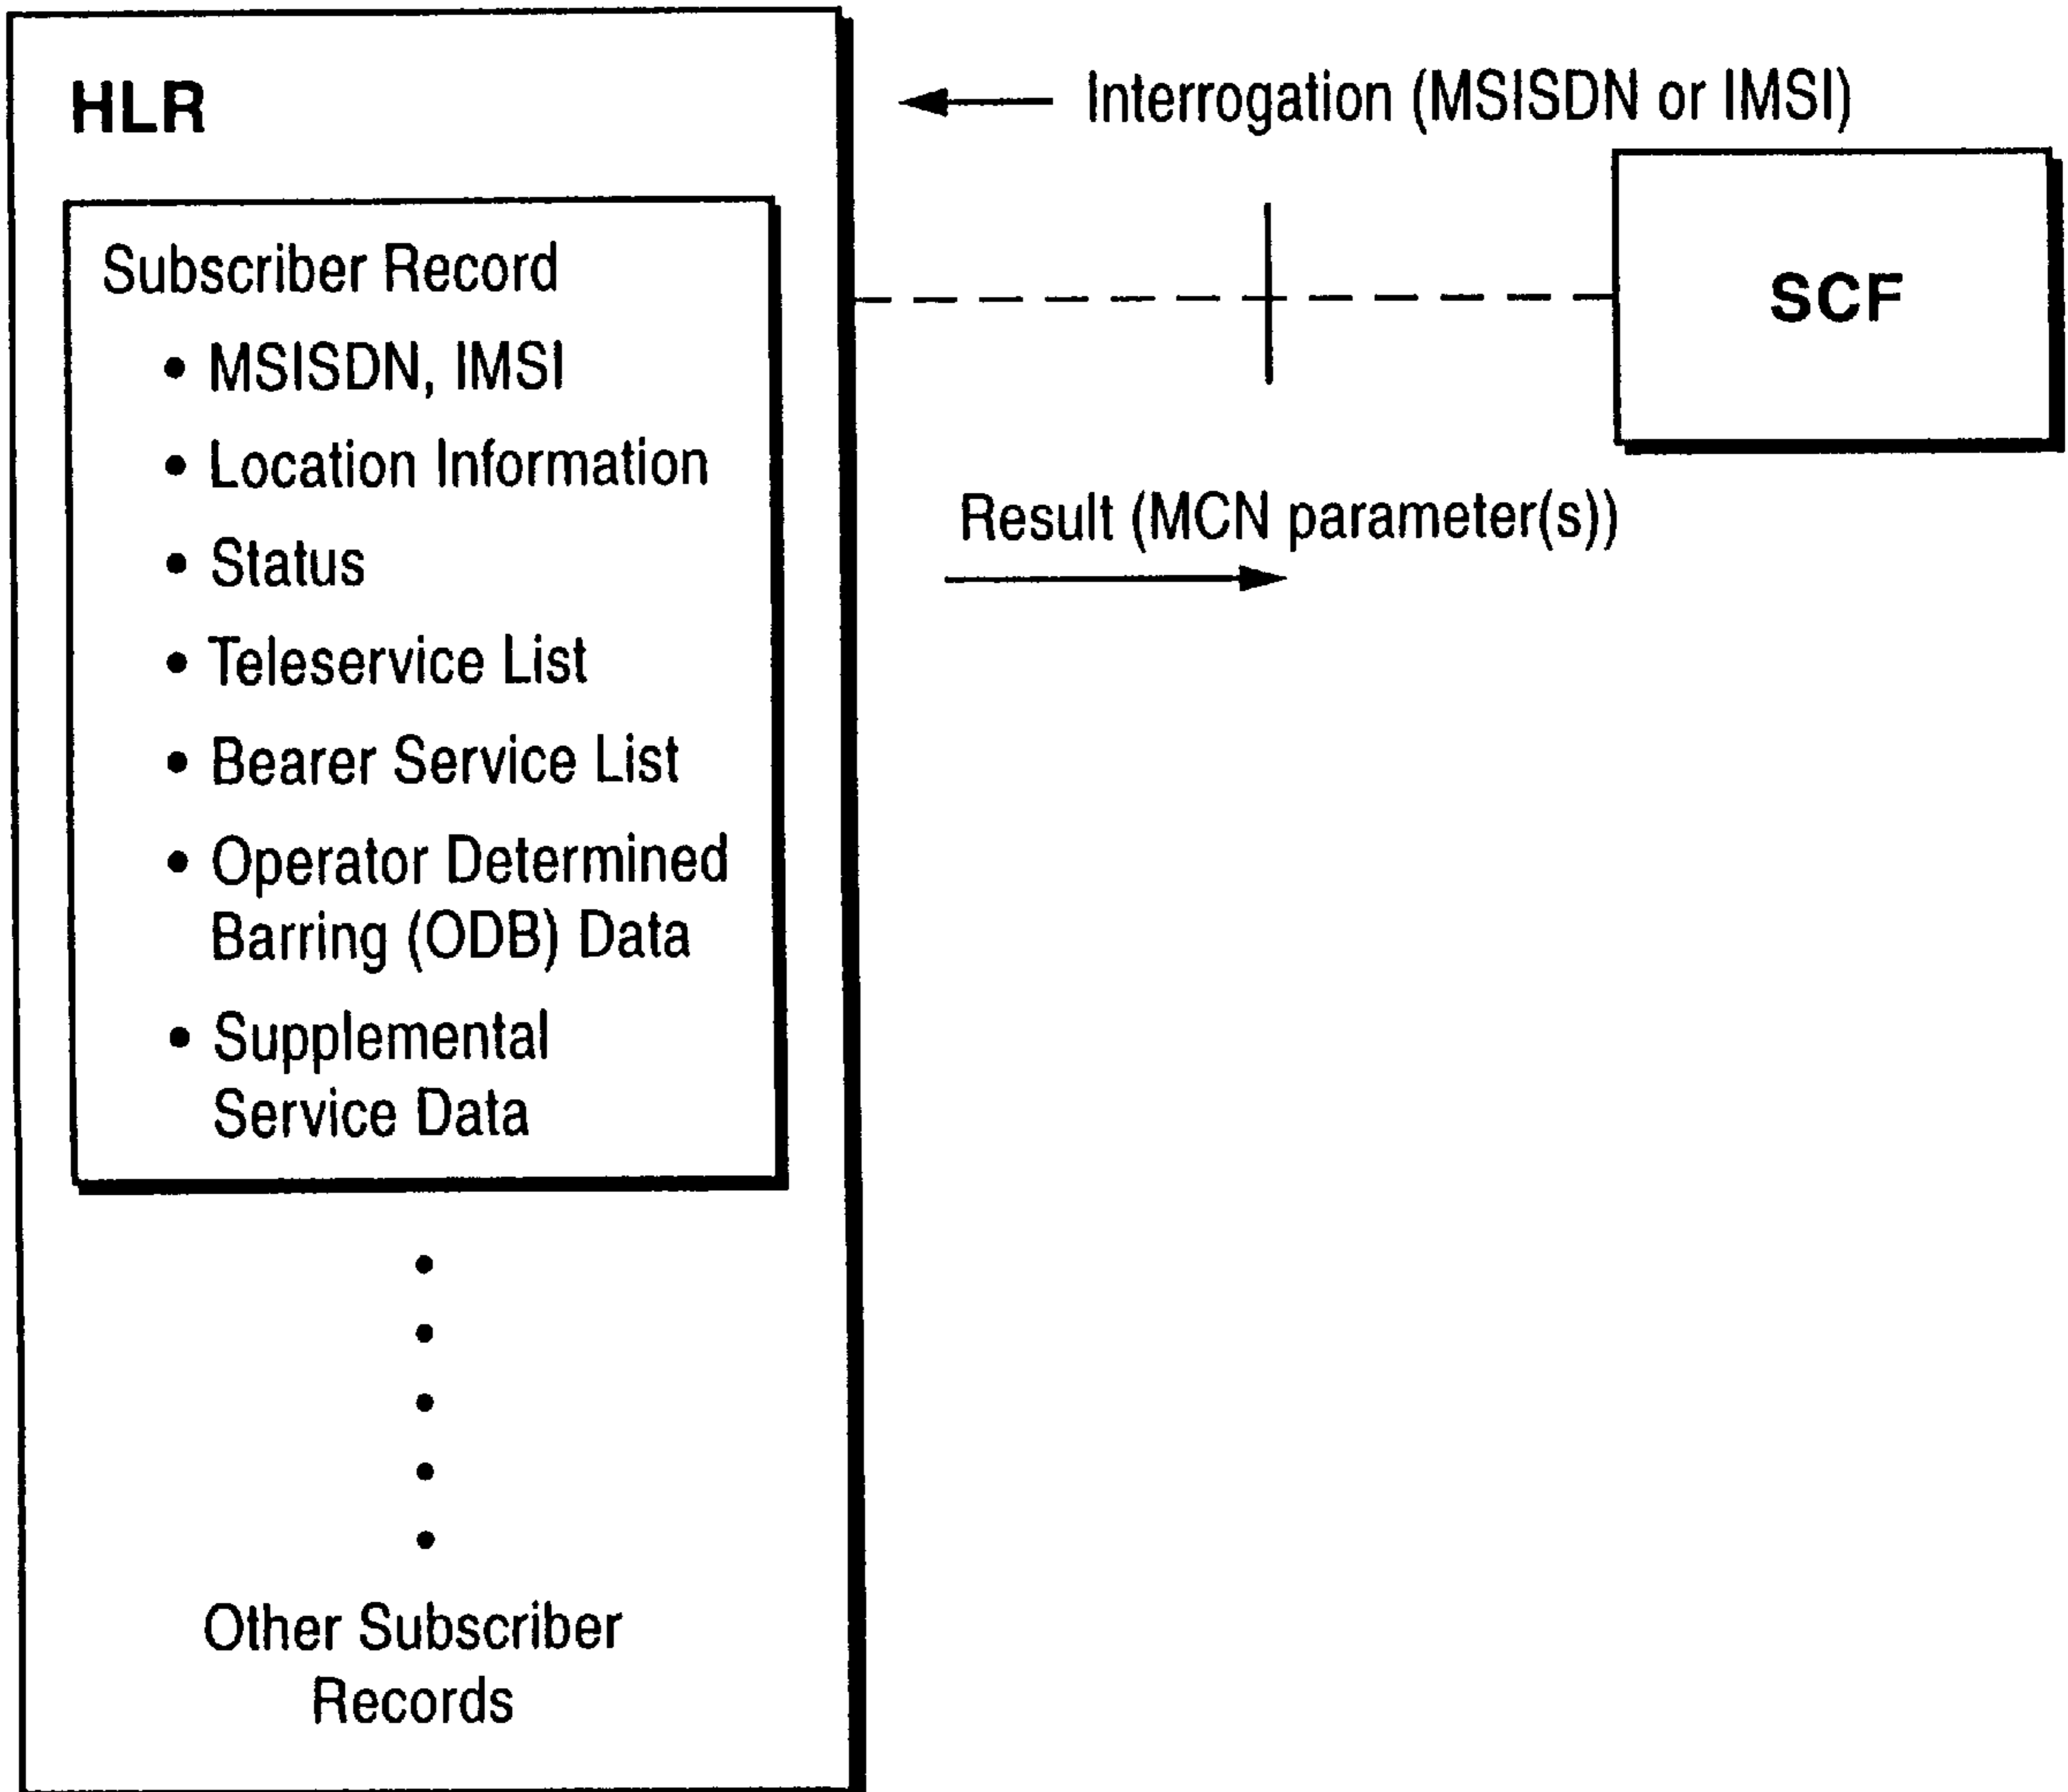 HLR
Interrogation (MSISDN or IMSI)
SCF
Subscriber Record
• MSISDN, IMSI
• Location Information
• Status
• Teleservice List
• Bearer Service List
• Operator Determined
Barring (ODB) Data
• Supplemental
Service Data
Result (MCN parameter(s))
Other Subscriber
Records